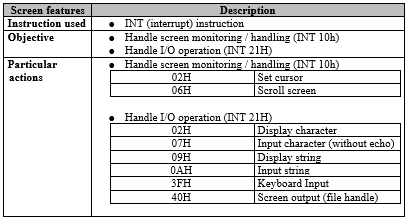 Screen features Description
Instruction used ● INT (interrupt) instruction
Objective ● Handle screen monitoring / handling (INT 10h)
● Handle I/O operation (INT 21H)
Particular actions ● Handle screen monitoring / handling (INT 10h)
02H Set cursor
06H Scroll screen
● Handle I/O operation (INT 21H)
02H Display character
07H Input character (without echo)
09H Display string
0AH Input string
3FH Keyboard Input
40H Screen output (file handle)